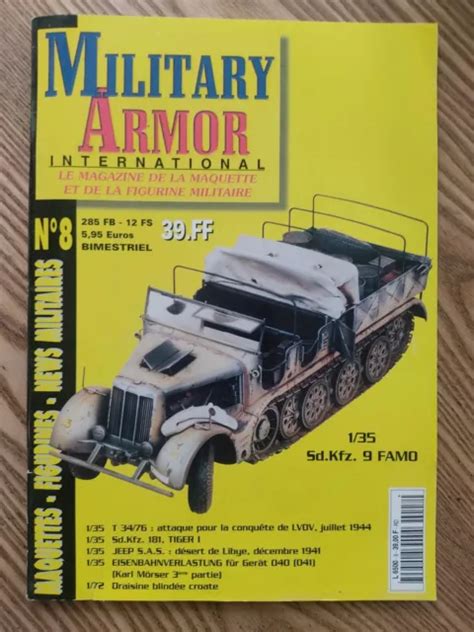 MILITARY
ARMOR
INTERNATIONAL
LE MAGAZINE DE LA MAQUETTE
ET DE LA FIGURINE MILITAIRE
N°8
285 FB - 12 FS
5,95 Euros
BIMESTRIEL
39.FF
MAQUETTES - FIGURINES - NEWS MILITAIRES
1/35
Sd.Kfz. 9 FAMO
1/35 T 34/76 : attaque pour la conquête de LVOV, juillet 1944
1/35 Sd.Kfz. 181, TIGER I
1/35 JEEP S.A.S. : désert de Libye, décembre 1941
1/35 EISENBAHNVERLASTUNG für Gerät 040 (041)
(Karl Mörser 3ème partie)
1/72 Draisine blindée croate